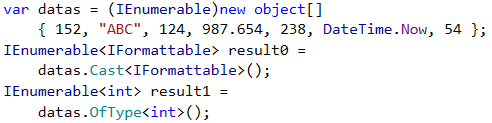 var datas = (IEnumerable)new object[]
{ 152, "ABC", 124, 987.654, 238, DateTime.Now, 54 };
IEnumerable<IFormattable> result0 =
datas.Cast<IFormattable>();
IEnumerable<int> result1 =
datas.OfType<int>();